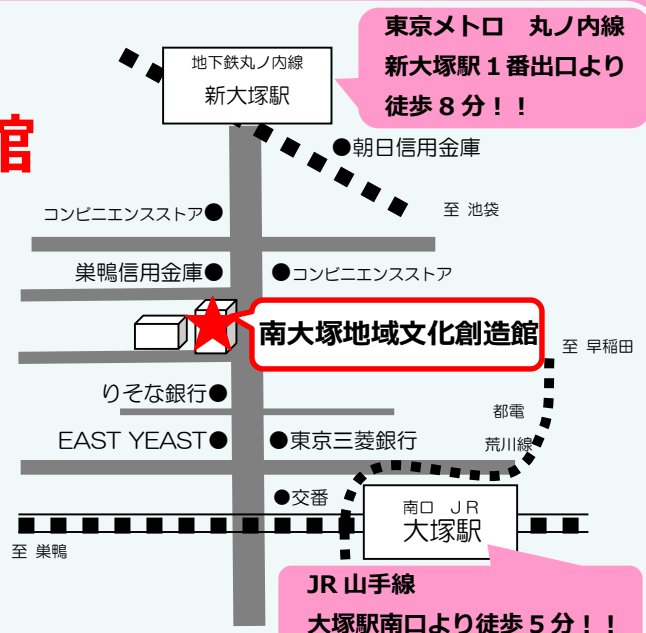 東京メトロ　丸ノ内線
新大塚駅１番出口より
徒歩８分！！
地下鉄丸ノ内線
新大塚駅
館
●朝日信用金庫
至 池袋
コンビニエンスストア●
巣鴨信用金庫●
●コンビニエンスストア
南大塚地域文化創造館
至 早稲田
りそな銀行●
都電
荒川線
EAST YEAST●
●東京三菱銀行
●交番
南口　ＪＲ
大塚駅
至 巣鴨
JR 山手線
大塚駅南口より徒歩５分！！